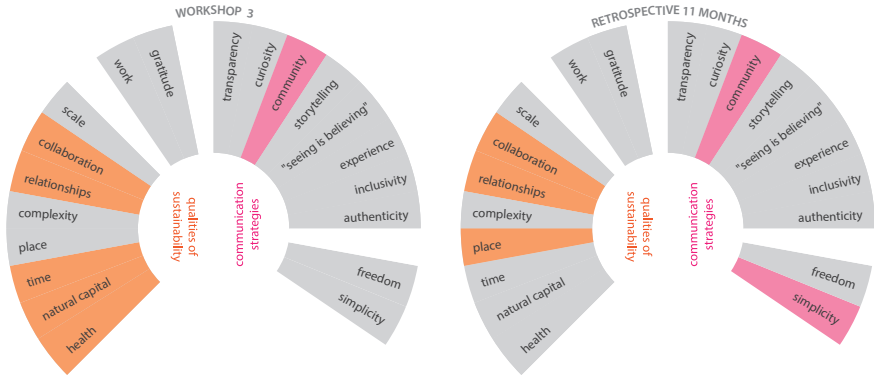 WORKSHOP 3
work
gratitude
transparency
curiosity
community
storytelling
"seeing is believing"
experience
inclusivity
authenticity
freedom
simplicity
scale
collaboration
relationships
complexity
place
time
natural capital
health
qualities of
sustainability
communication
strategies
RETROSPECTIVE 11 MONTHS
work
gratitude
transparency
curiosity
community
storytelling
"seeing is believing"
experience
inclusivity
authenticity
freedom
simplicity
scale
collaboration
relationships
complexity
place
time
natural capital
health
qualities of
sustainability
communication
strategies